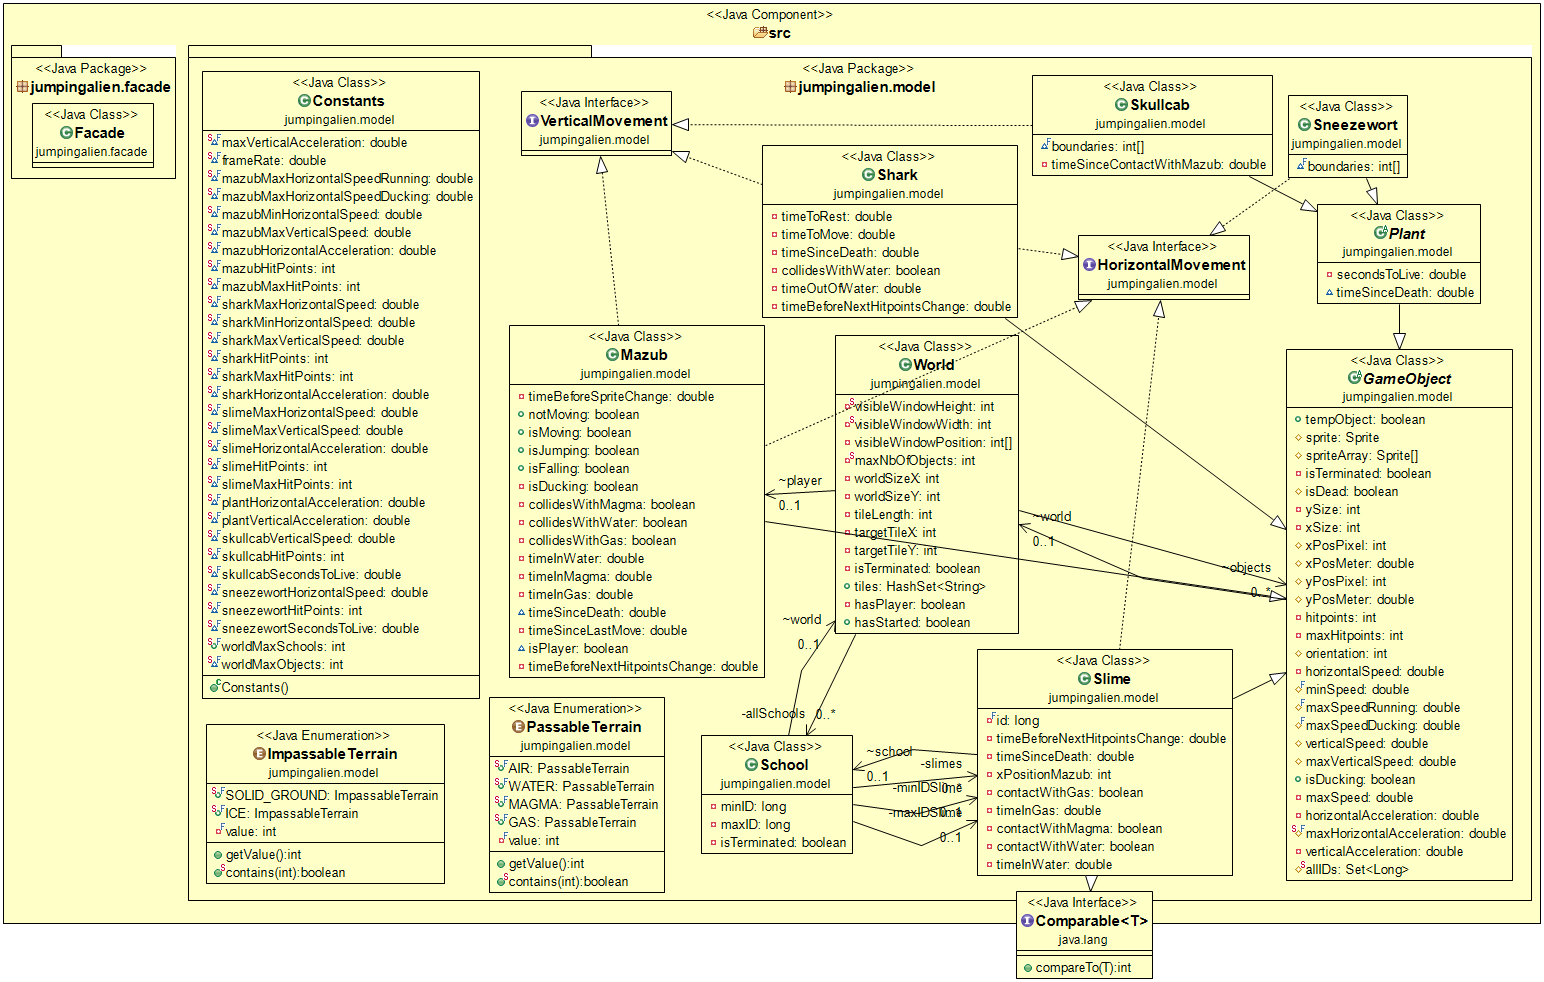 <<Java Component>>
src
<<Java Package>>
jumpingalien.facade
<<Java Class>>
Facade
jumpingalien.facade
<<Java Package>>
jumpingalien.model
<<Java Class>>
Constants
jumpingalien.model
maxVerticalAcceleration: double
frameRate: double
mazubMaxHorizontalSpeedRunning: double
mazubMaxHorizontalSpeedDucking: double
mazubMinHorizontalSpeed: double
mazubMaxVerticalSpeed: double
mazubHorizontalAcceleration: double
mazubHitPoints: int
mazubMaxHitPoints: int
sharkMaxHorizontalSpeed: double
sharkMinHorizontalSpeed: double
sharkMaxVerticalSpeed: double
sharkHitPoints: int
sharkMaxHitPoints: int
sharkHorizontalAcceleration: double
slimeMaxHorizontalSpeed: double
slimeMaxVerticalSpeed: double
slimeHorizontalAcceleration: double
slimeHitPoints: int
slimeMaxHitPoints: int
plantHorizontalAcceleration: double
plantVerticalAcceleration: double
skullcabVerticalSpeed: double
skullcabHitPoints: int
skullcabSecondsToLive: double
sneezewortHorizontalSpeed: double
sneezewortHitPoints: int
sneezewortSecondsToLive: double
worldMaxSchools: int
worldMaxObjects: int
Constants()
<<Java Enumeration>>
ImpassableTerrain
jumpingalien.model
SOLID_GROUND: ImpassableTerrain
ICE: ImpassableTerrain
value: int
getValue():int
contains(int):boolean
<<Java Enumeration>>
PassableTerrain
jumpingalien.model
AIR: PassableTerrain
WATER: PassableTerrain
MAGMA: PassableTerrain
GAS: PassableTerrain
value: int
getValue():int
contains(int):boolean
<<Java Interface>>
VerticalMovement
jumpingalien.model
<<Java Class>>
Mazub
jumpingalien.model
timeBeforeSpriteChange: double
notMoving: boolean
isMoving: boolean
isJumping: boolean
isFalling: boolean
isDucking: boolean
collidesWithMagma: boolean
collidesWithWater: boolean
collidesWithGas: boolean
timeInWater: double
timeInMagma: double
timeInGas: double
timeSinceDeath: double
timeSinceLastMove: double
isPlayer: boolean
timeBeforeNextHitpointsChange: double
<<Java Class>>
Shark
jumpingalien.model
timeToRest: double
timeToMove: double
timeSinceDeath: double
collidesWithWater: boolean
timeOutOfWater: double
timeBeforeNextHitpointsChange: double
<<Java Class>>
World
jumpingalien.model
visibleWindowHeight: int
visibleWindowWidth: int
visibleWindowPosition: int[]
maxNbOfObjects: int
worldSizeX: int
worldSizeY: int
tileLength: int
targetTileX: int
targetTileY: int
isTerminated: boolean
tiles: HashSet<String>
hasPlayer: boolean
hasStarted: boolean
~player
0..1
~world
0..1
~objects
0..*
~world
0..1
-allSchools
0..*
<<Java Class>>
School
jumpingalien.model
minID: long
maxID: long
isTerminated: boolean
~school
0..1
-slimes
0..*
-minIDSlime
0..1
-maxIDSlime
0..1
<<Java Class>>
Skullcab
jumpingalien.model
boundaries: int[]
timeSinceContactWithMazub: double
<<Java Class>>
Sneezewort
jumpingalien.model
boundaries: int[]
<<Java Interface>>
HorizontalMovement
jumpingalien.model
<<Java Class>>
Plant
jumpingalien.model
secondsToLive: double
timeSinceDeath: double
<<Java Class>>
GameObject
jumpingalien.model
tempObject: boolean
sprite: Sprite
spriteArray: Sprite[]
isTerminated: boolean
isDead: boolean
ySize: int
xSize: int
xPosPixel: int
xPosMeter: double
yPosPixel: int
yPosMeter: double
hitpoints: int
maxHitpoints: int
orientation: int
horizontalSpeed: double
minSpeed: double
maxSpeedRunning: double
maxSpeedDucking: double
verticalSpeed: double
maxVerticalSpeed: double
isDucking: boolean
maxSpeed: double
horizontalAcceleration: double
maxHorizontalAcceleration: double
verticalAcceleration: double
allIDs: Set<Long>
<<Java Class>>
Slime
jumpingalien.model
id: long
timeBeforeNextHitpointsChange: double
timeSinceDeath: double
xPositionMazub: int
contactWithGas: boolean
timeInGas: double
contactWithMagma: boolean
contactWithWater: boolean
timeInWater: double
<<Java Interface>>
Comparable<T>
java.lang
compareTo(T):int